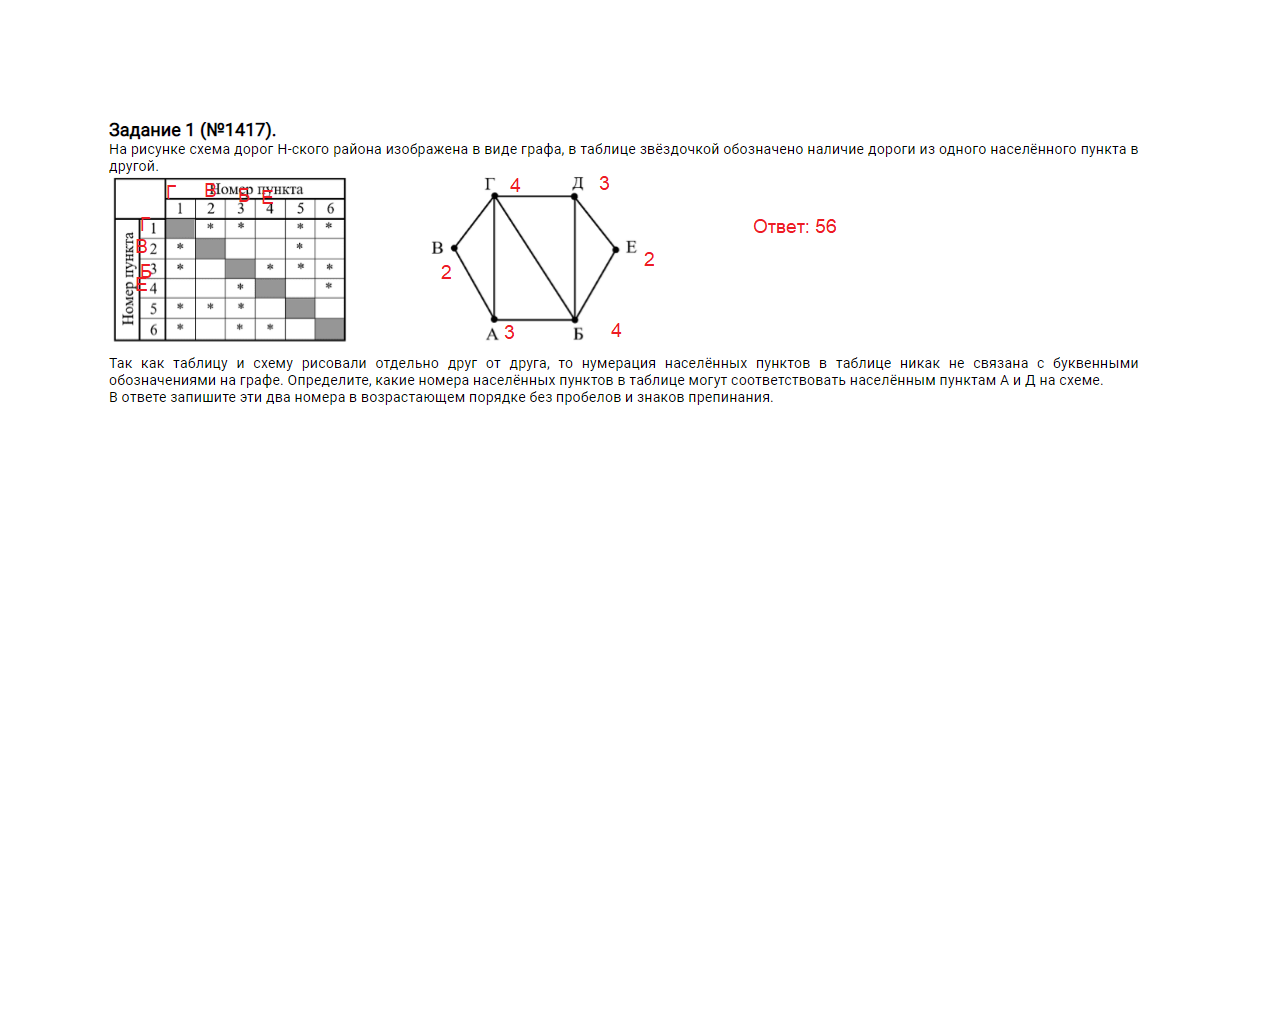 Задание 1 (№1417).
На рисунке схема дорог Н-ского района изображена в виде графа, в таблице звёздочкой обозначено наличие дороги из одного населённого пункта в
другой.
Номер пункта
Г В Б Е
1 2 3 4 5 6
Номер пункта
Г 1 * * * *
В 2 * *
Б 3 * * * *
Е 4 * *
5 * * *
6 * * *
Г 4 Д 3
В Е
2 2
А 3 Б 4
Ответ: 56
Так как таблицу и схему рисовали отдельно друг от друга, то нумерация населённых пунктов в таблице никак не связана с буквенными
обозначениями на графе. Определите, какие номера населённых пунктов в таблице могут соответствовать населённым пунктам А и Д на схеме.
В ответе запишите эти два номера в возрастающем порядке без пробелов и знаков препинания.